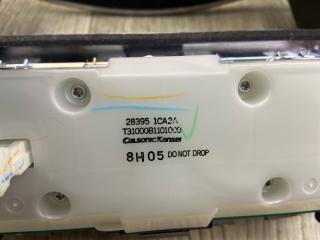 28395 1CA2A
T31000B1101000
CalsonicKansei
8H05 DO NOT DROP